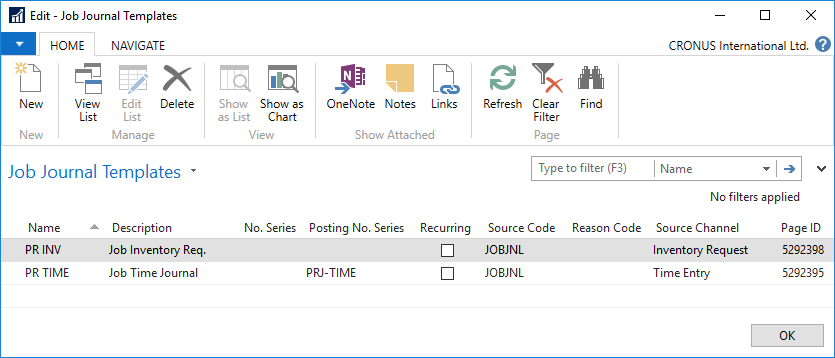 Edit - Job Journal Templates
HOME NAVIGATE CRONUS International Ltd. ?
New View List Edit List Delete Show as List Show as Chart OneNote Notes Links Refresh Clear Filter Find
New Manage View Show Attached Page
Job Journal Templates Type to filter (F3) Name
No filters applied
Name Description No. Series Posting No. Series Recurring Source Code Reason Code Source Channel Page ID
PR INV Job Inventory Req. JOBJNL Inventory Request 5292398
PR TIME Job Time Journal PRJ-TIME JOBJNL Time Entry 5292395
OK